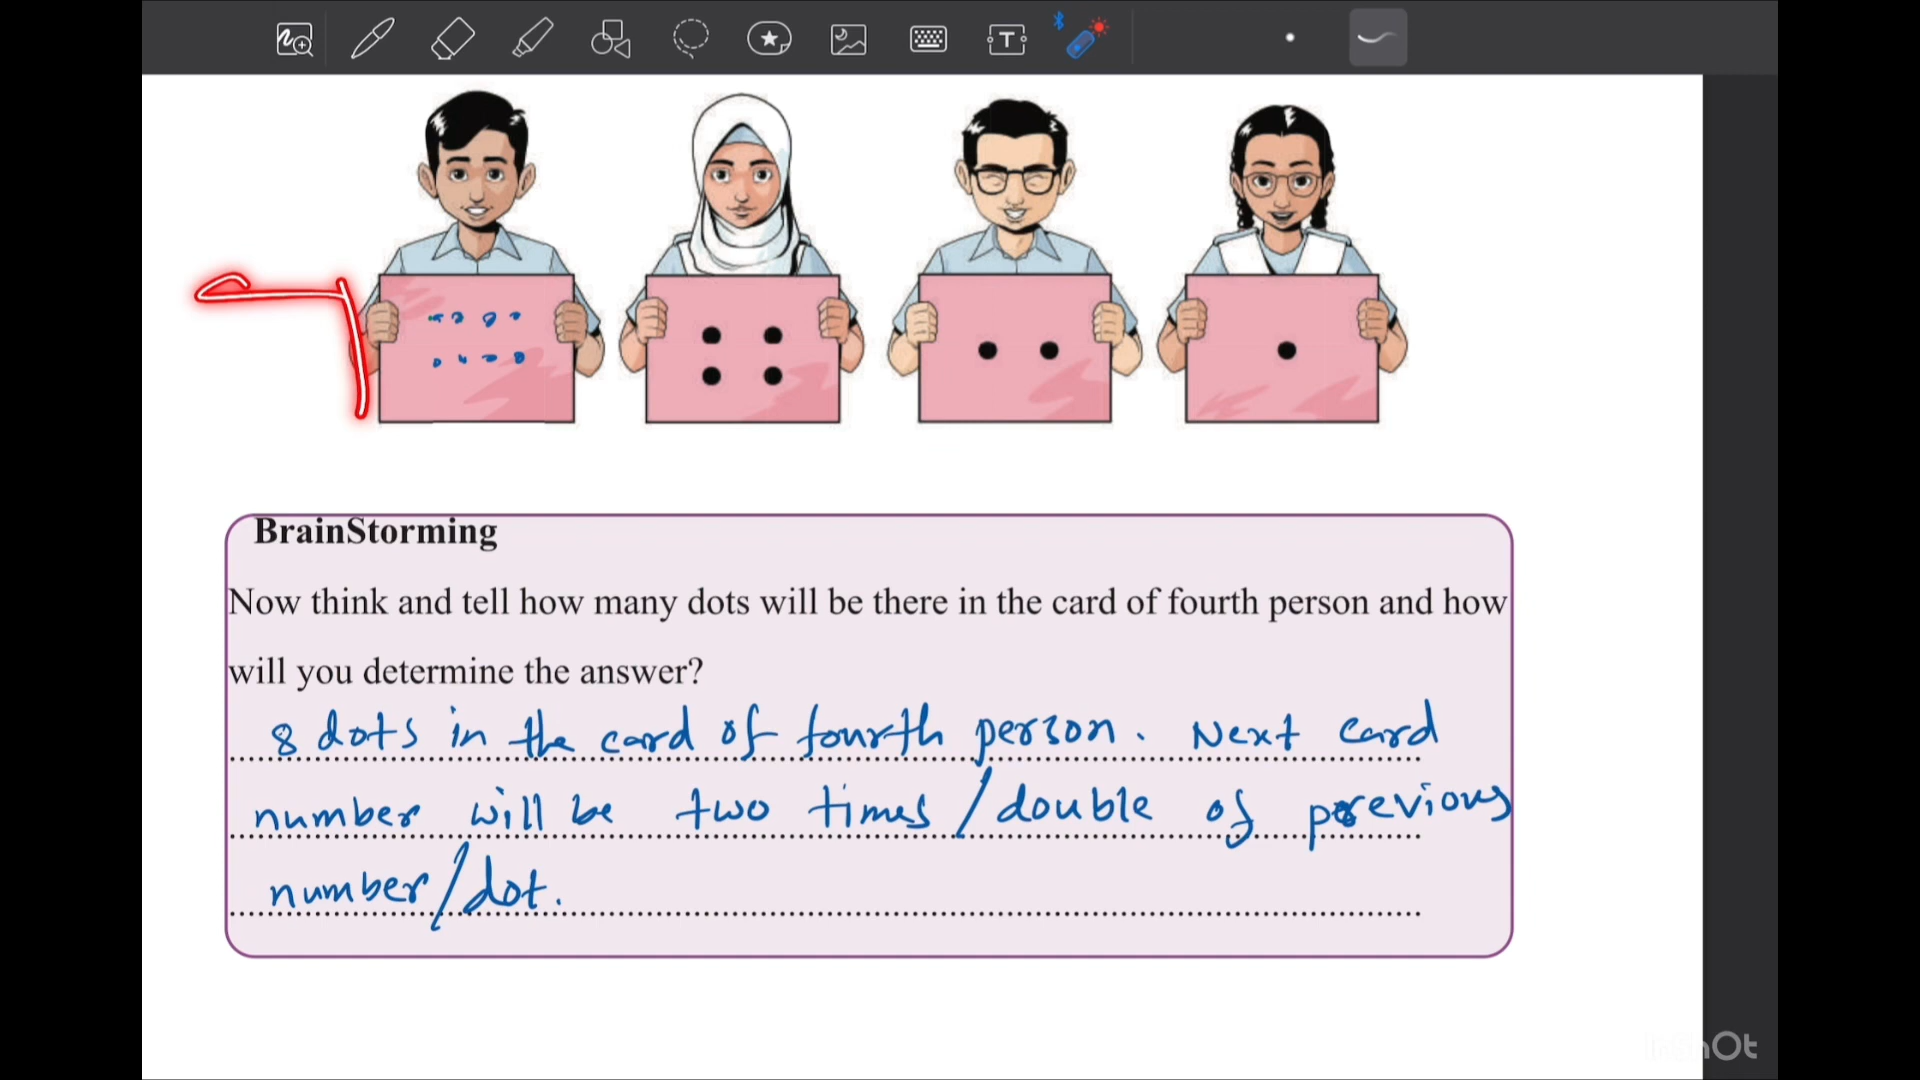 BrainStorming
Now think and tell how many dots will be there in the card of fourth person and how
will you determine the answer?
8 dots in the card of fourth person. Next card
number will be two times/double of previous
number/dot.